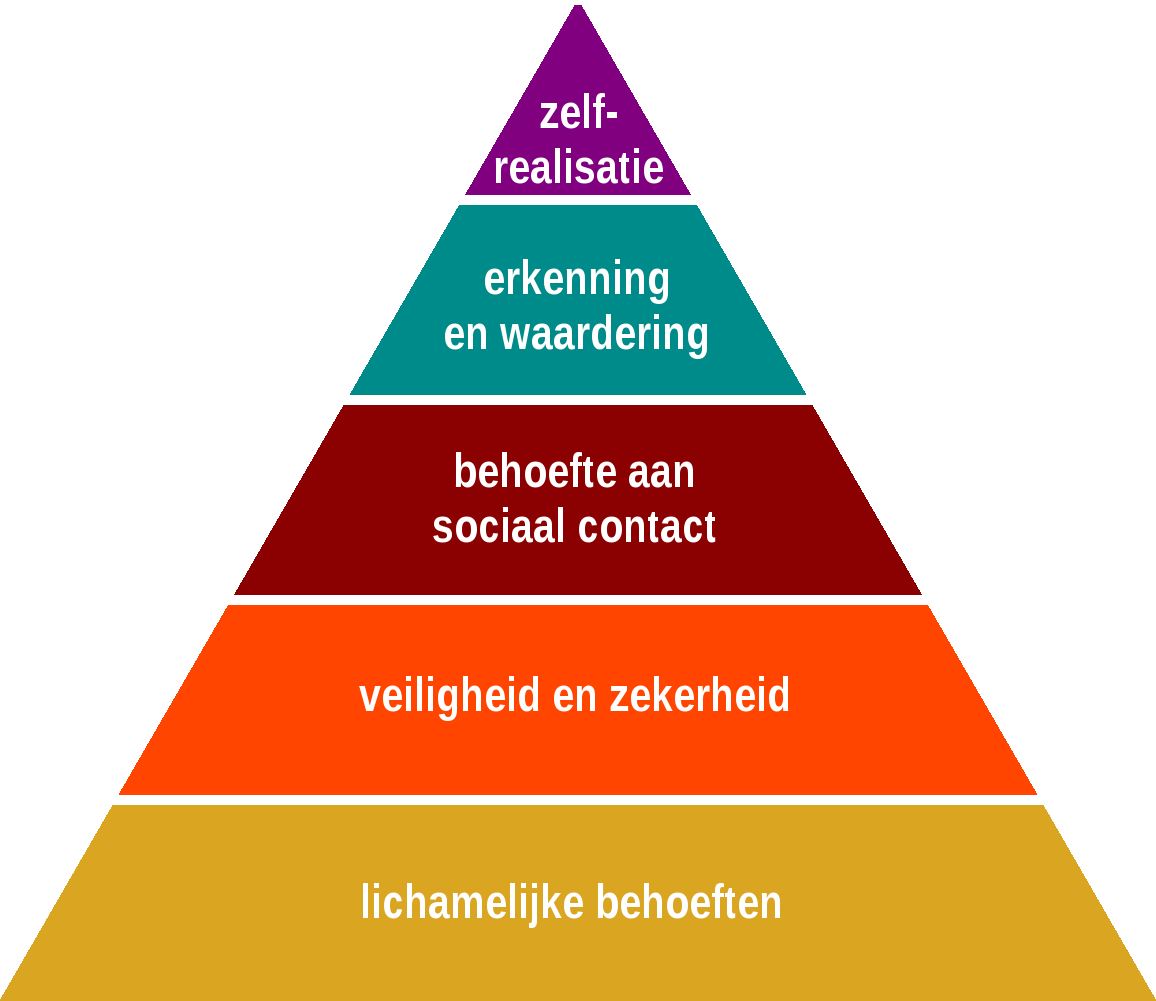 zelf-
realisatie
erkenning
en waardering
behoefte aan
sociaal contact
veiligheid en zekerheid
lichamelijke behoeften